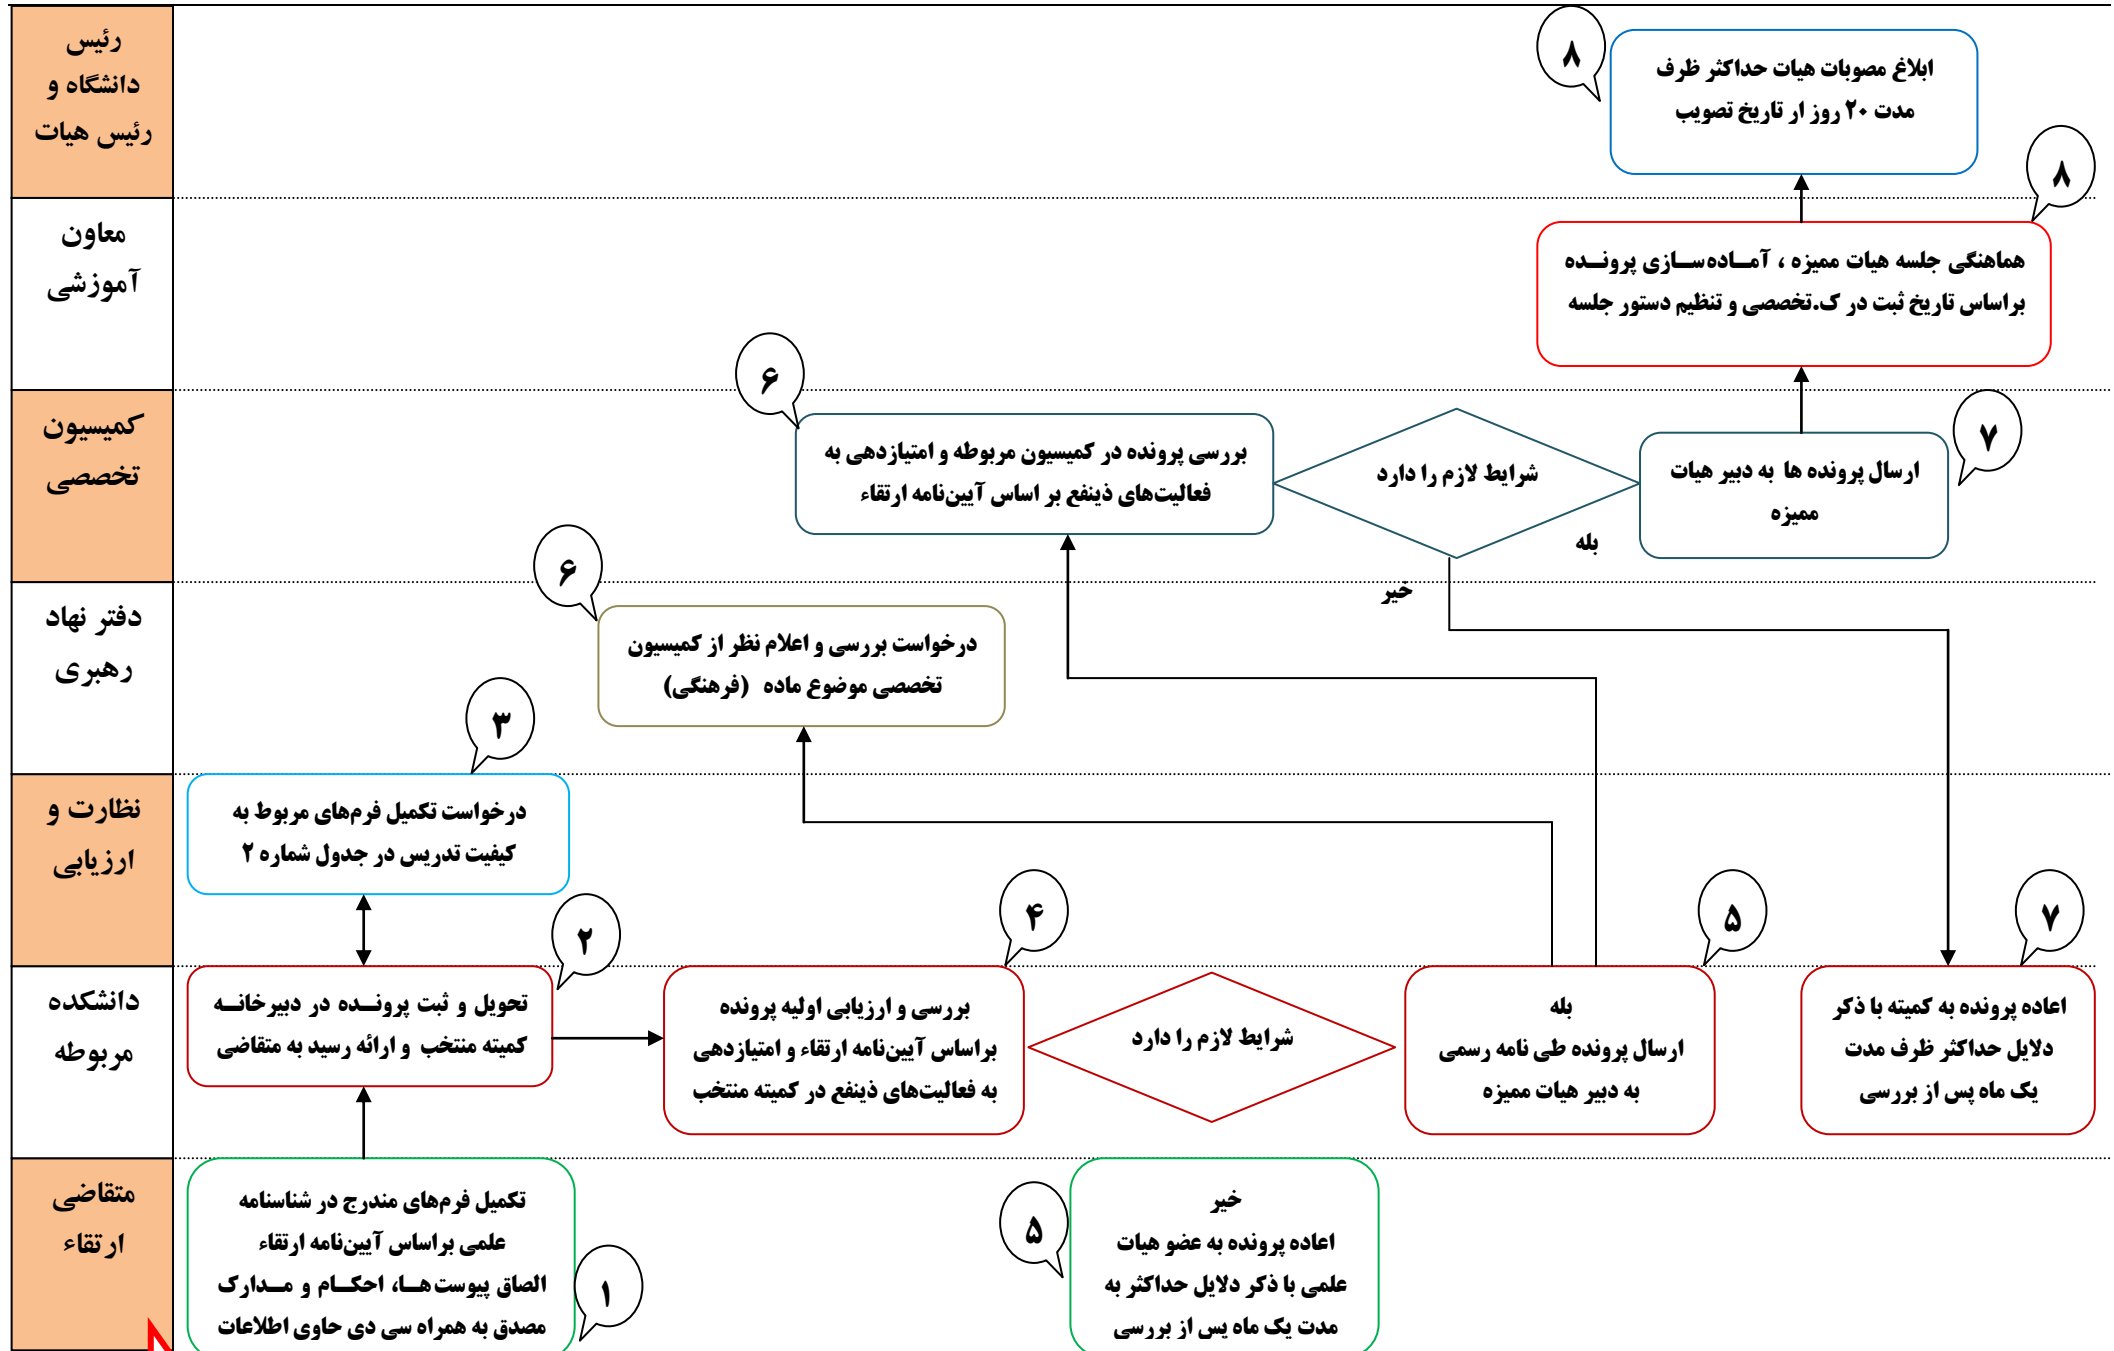 رئیس
دانشگاه و
رئیس هیات
۸
ابلاغ مصوبات هیات حداکثر ظرف
مدت ۲۰ روز ار تاریخ تصویب
معاون
آموزشی
۸
هماهنگی جلسه هیات ممیزه ، آمــاده‌ســازی پرونــده
براساس تاریخ ثبت در ک.تخصصی و تنظیم دستور جلسه
کمیسیون
تخصصی
۶
بررسی پرونده در کمیسیون مربوطه و امتیازدهی به
فعالیت‌های ذینفع بر اساس آیین‌نامه ارتقاء
شرایط لازم را دارد
بله
خیر
۷
ارسال پرونده ها به دبیر هیات
ممیزه
دفتر نهاد
رهبری
۶
درخواست بررسی و اعلام نظر از کمیسیون
تخصصی موضوع ماده (فرهنگی)
نظارت و
ارزیابی
۳
درخواست تکمیل فرم‌های مربوط به
کیفیت تدریس در جدول شماره ۲
دانشکده
مربوطه
۲
تحویل و ثبت پرونــده در دبیرخانــه
کمیته منتخب و ارائه رسید به متقاضی
۴
بررسی و ارزیابی اولیه پرونده
براساس آیین‌نامه ارتقاء و امتیازدهی
به فعالیت‌های ذینفع در کمیته منتخب
شرایط لازم را دارد
۵
بله
ارسال پرونده طی نامه رسمی
به دبیر هیات ممیزه
۷
اعاده پرونده به کمیته با ذکر
دلایل حداکثر ظرف مدت
یک ماه پس از بررسی
متقاضی
ارتقاء
۱
تکمیل فرم‌های مندرج در شناسنامه
علمی براساس آیین‌نامه ارتقاء
الصاق پیوست‌هــا، احکــام و مــدارک
مصدق به همراه سی دی حاوی اطلاعات
۵
خیر
اعاده پرونده به عضو هیات
علمی با ذکر دلایل حداکثر به
مدت یک ماه پس از بررسی